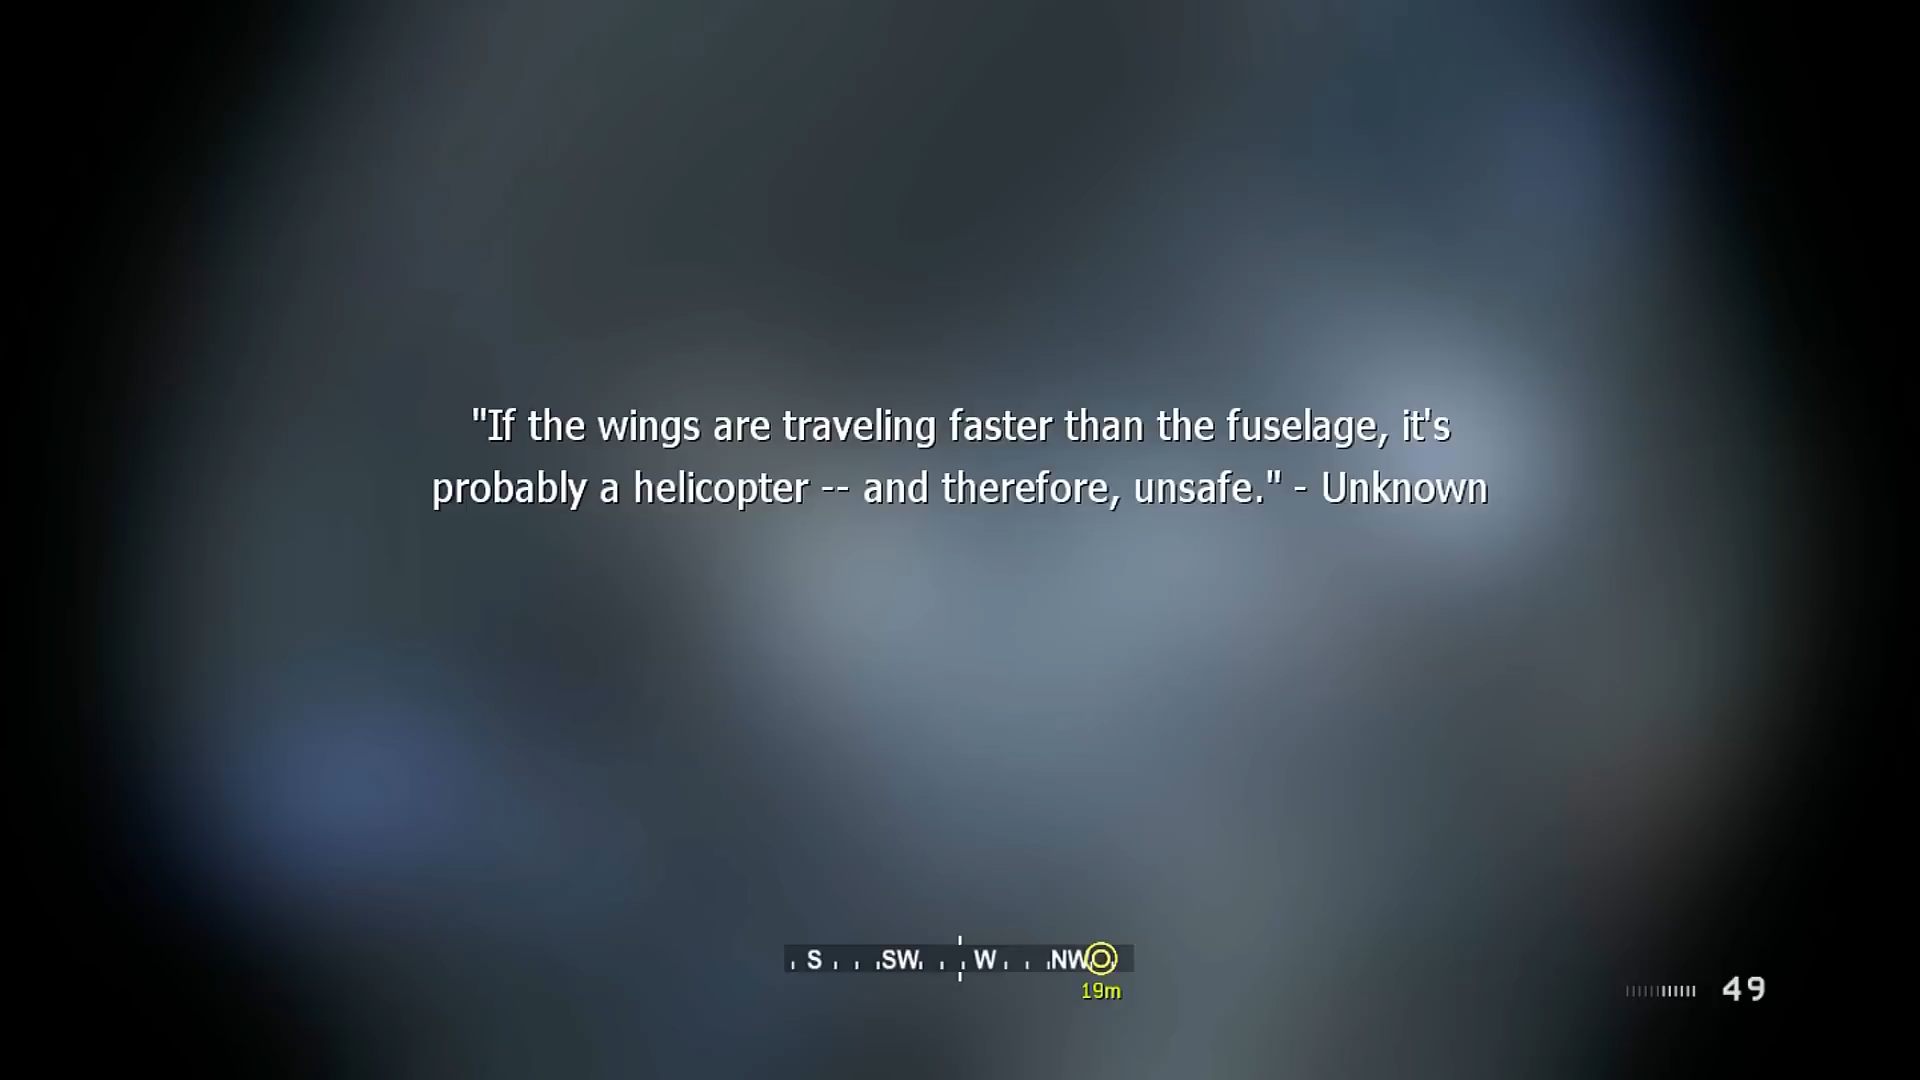 "If the wings are traveling faster than the fuselage, it's
probably a helicopter -- and therefore, unsafe." - Unknown
S SW W NW
19m
49